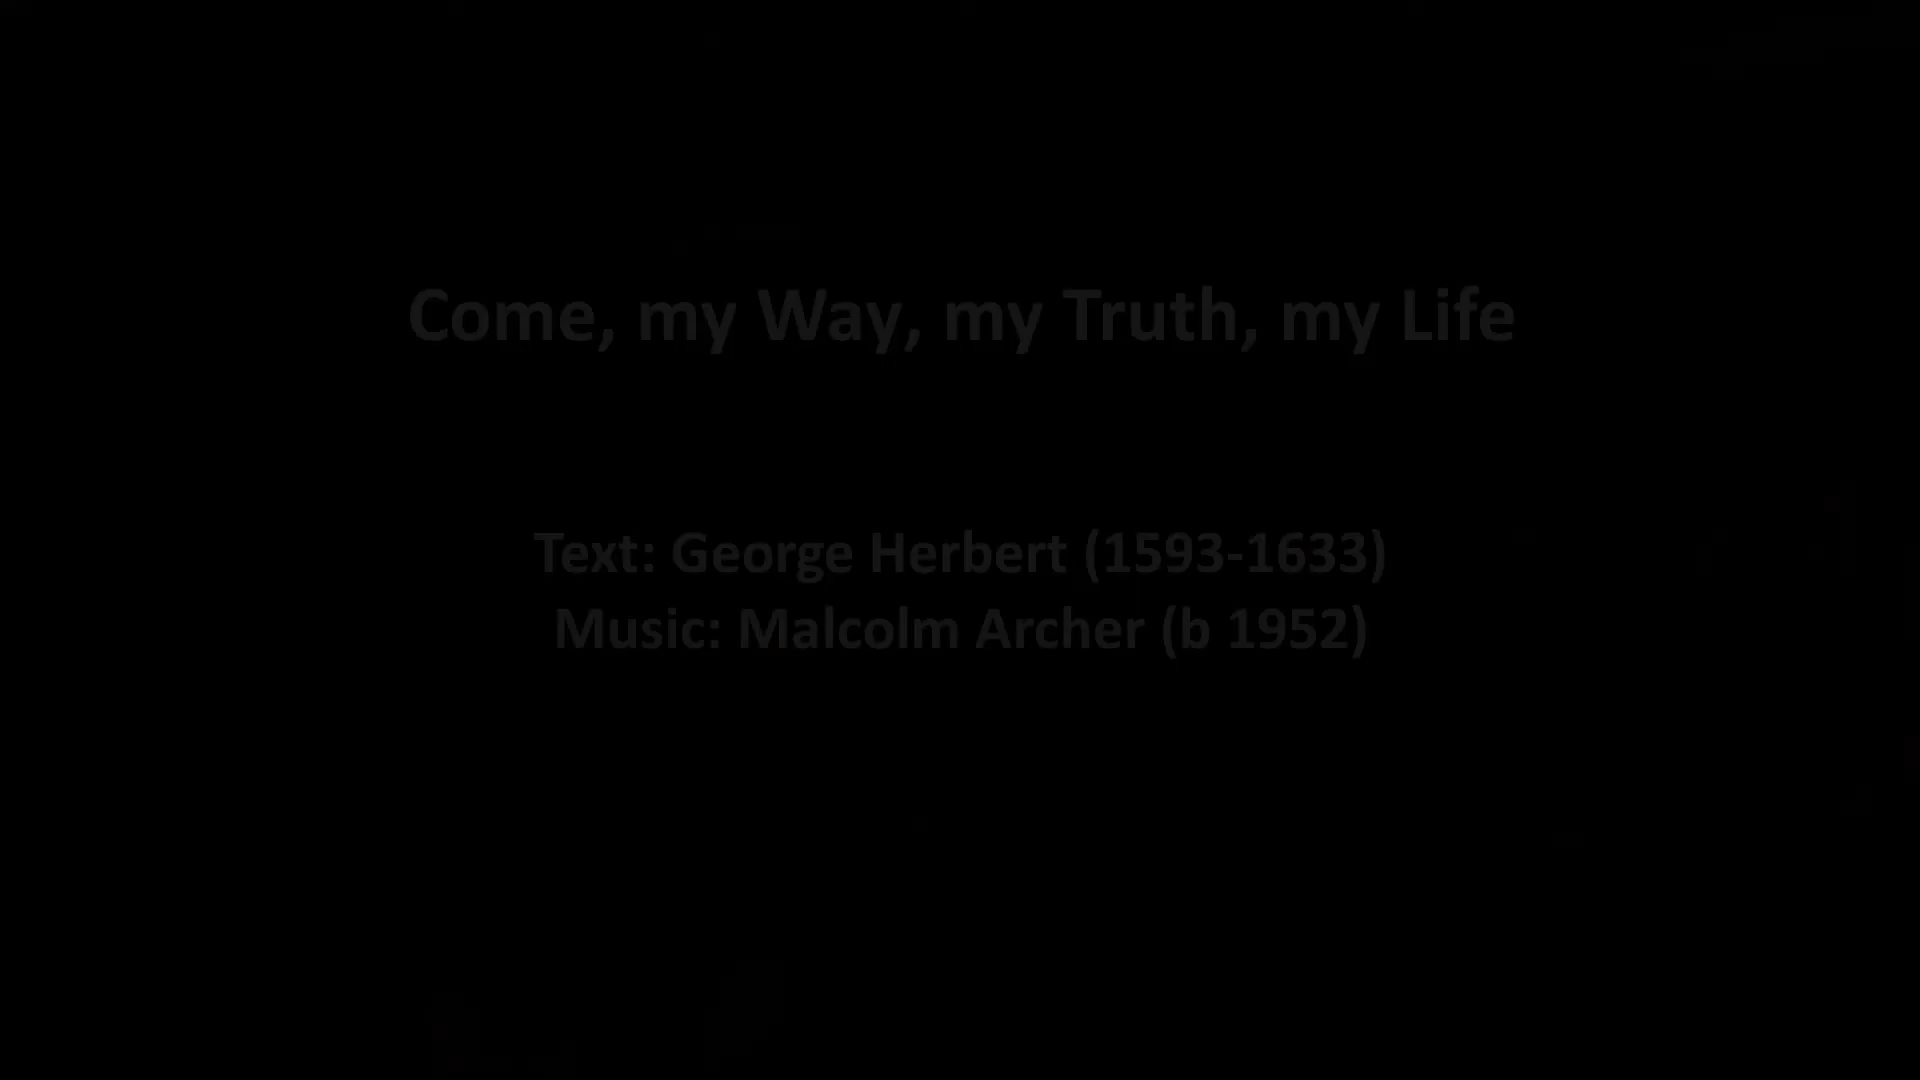 Come, my Way, my Truth, my Life
Text: George Herbert (1593-1633)
Music: Malcolm Archer (b 1952)